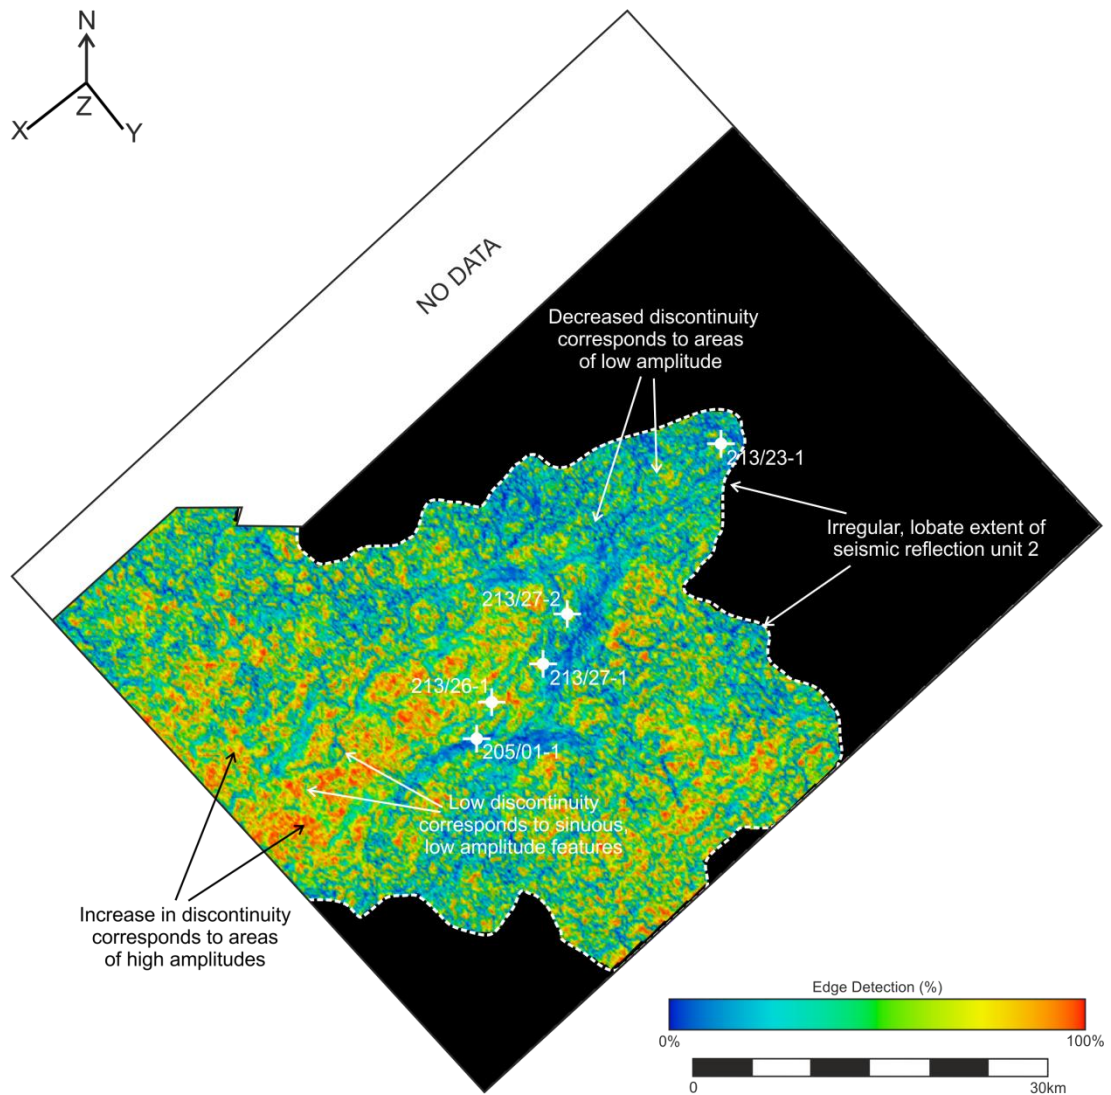 N
Z
X
Y
NO DATA
Decreased discontinuity
corresponds to areas
of low amplitude
213/23-1
Irregular, lobate extent of
seismic reflection unit 2
213/27-2
213/27-1
213/26-1
205/01-1
Low discontinuity
corresponds to sinuous,
low amplitude features
Increase in discontinuity
corresponds to areas
of high amplitudes
Edge Detection (%)
0%
100%
0
30km